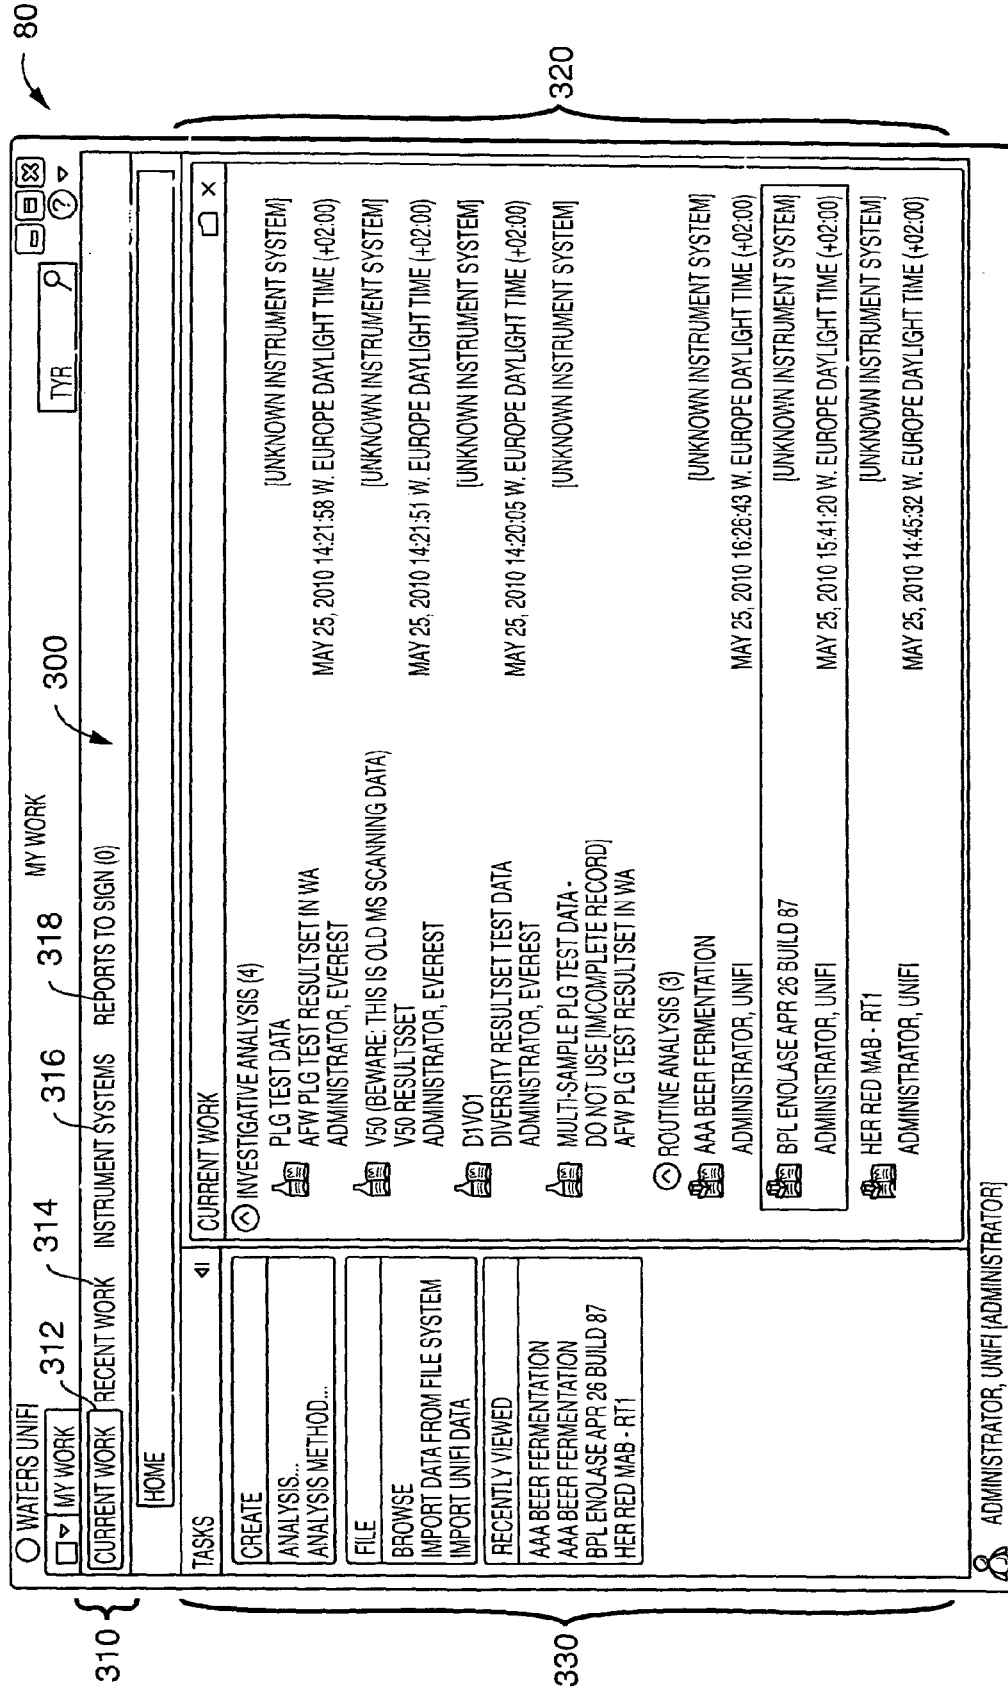 80
WATERS UNIFI
MY WORK
MY WORK
TYR
?
312
314
316
318
300
310
CURRENT WORK
RECENT WORK
INSTRUMENT SYSTEMS
REPORTS TO SIGN (0)
HOME
TASKS
CREATE
ANALYSIS...
ANALYSIS METHOD...
FILE
BROWSE
IMPORT DATA FROM FILE SYSTEM
IMPORT UNIFI DATA
RECENTLY VIEWED
AAA BEER FERMENTATION
AAA BEER FERMENTATION
BPL ENOLASE APR 26 BUILD 87
HER RED MAB - RT1
330
CURRENT WORK
INVESTIGATIVE ANALYSIS (4)
PLG TEST DATA [UNKNOWN INSTRUMENT SYSTEM]
AFW PLG TEST RESULTSET IN WA
ADMINISTRATOR, EVEREST MAY 25, 2010 14:21:58 W. EUROPE DAYLIGHT TIME (+02:00)
V50 (BEWARE: THIS IS OLD MS SCANNING DATA) [UNKNOWN INSTRUMENT SYSTEM]
V50 RESULTSSET
ADMINISTRATOR, EVEREST MAY 25, 2010 14:21:51 W. EUROPE DAYLIGHT TIME (+02:00)
D1VO1 [UNKNOWN INSTRUMENT SYSTEM]
DIVERSITY RESULTSET TEST DATA
ADMINISTRATOR, EVEREST MAY 25, 2010 14:20:05 W. EUROPE DAYLIGHT TIME (+02:00)
MULTI-SAMPLE PLG TEST DATA - [UNKNOWN INSTRUMENT SYSTEM]
DO NOT USE [IMCOMPLETE RECORD]
AFW PLG TEST RESULTSET IN WA
ROUTINE ANALYSIS (3)
AAA BEER FERMENTATION [UNKNOWN INSTRUMENT SYSTEM]
ADMINISTRATOR, UNIFI MAY 25, 2010 16:26:43 W. EUROPE DAYLIGHT TIME (+02:00)
BPL ENOLASE APR 26 BUILD 87 [UNKNOWN INSTRUMENT SYSTEM]
ADMINISTRATOR, UNIFI MAY 25, 2010 15:41:20 W. EUROPE DAYLIGHT TIME (+02:00)
HER RED MAB - RT1 [UNKNOWN INSTRUMENT SYSTEM]
ADMINISTRATOR, UNIFI MAY 25, 2010 14:45:32 W. EUROPE DAYLIGHT TIME (+02:00)
320
ADMINISTRATOR, UNIFI [ADMINISTRATOR]